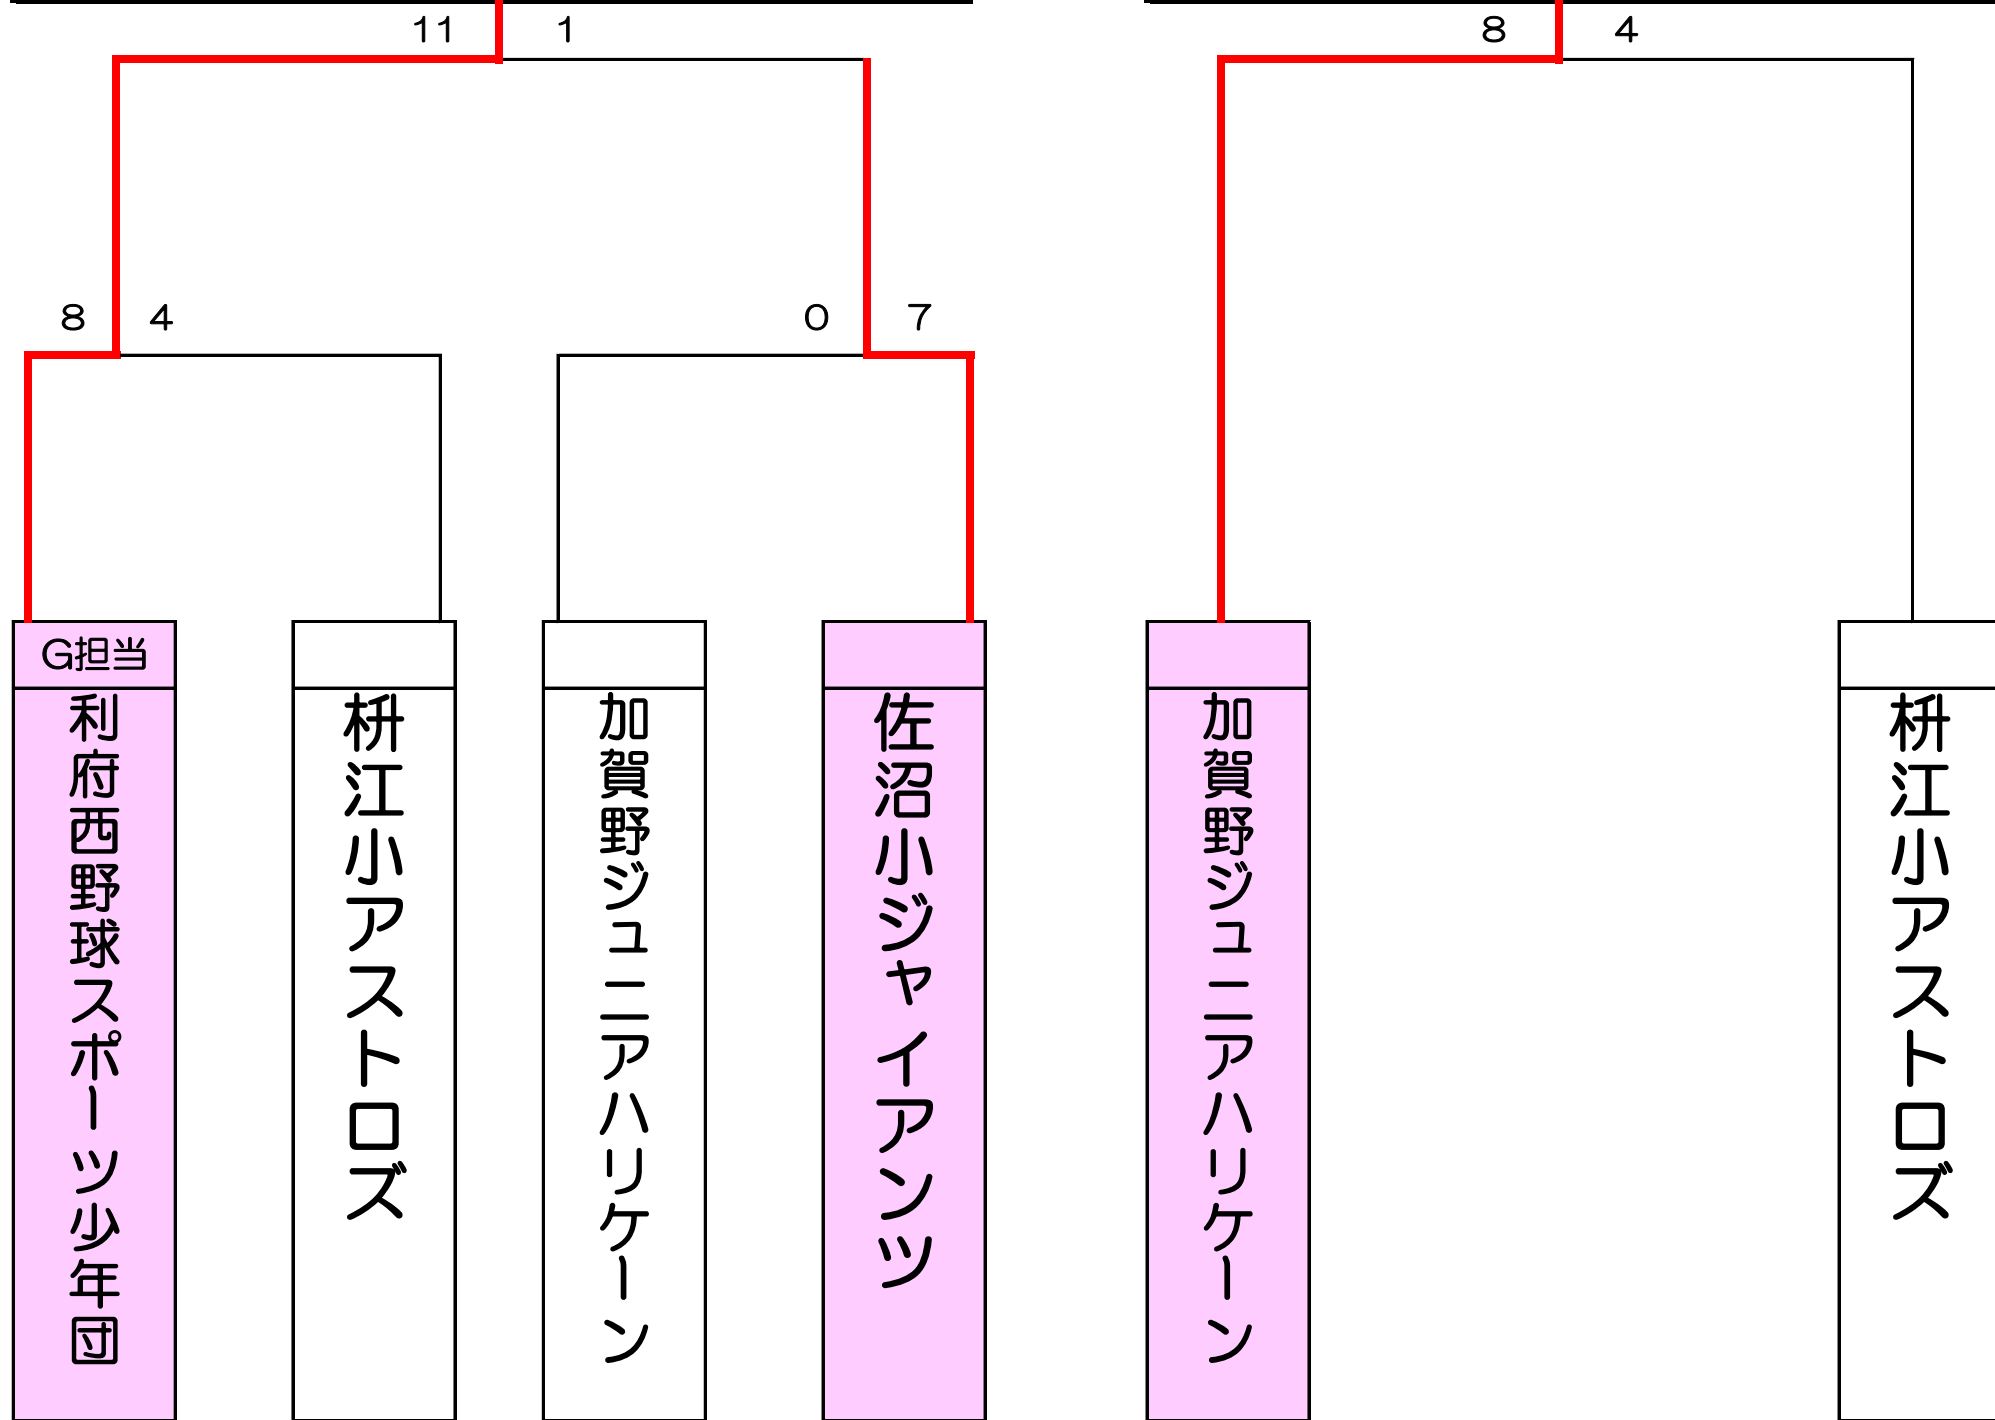 11 1 8 4
8 4 0 7
G担当
利府西野球スポーツ少年団
枡江小アストロズ
加賀野ジュニアハリケーン
佐沼小ジャイアンツ
加賀野ジュニアハリケーン
枡江小アストロズ